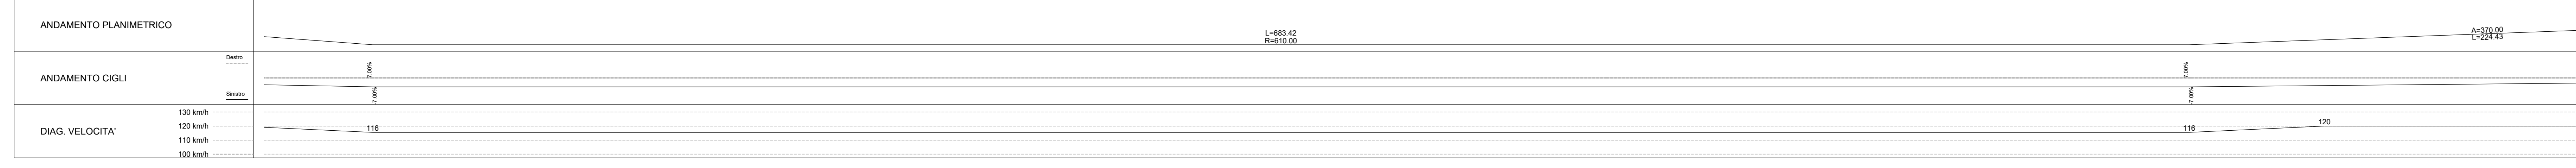 ANDAMENTO PLANIMETRICO
L=683.42
R=610.00
A=370.00
L=224.43
ANDAMENTO CIGLI
Destro
Sinistro
7.00%
-7.00%
7.00%
-7.00%
DIAG. VELOCITA'
130 km/h
120 km/h
110 km/h
100 km/h
116
116
120